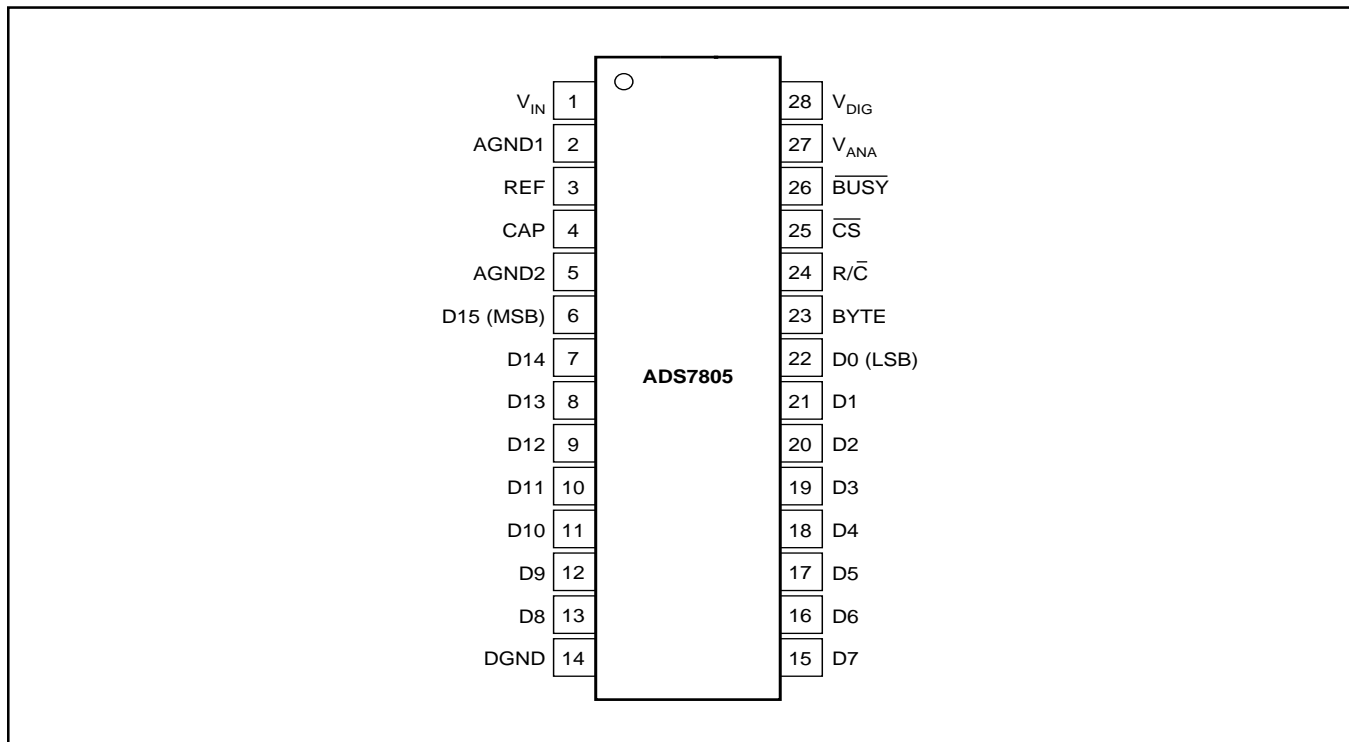 V_IN 1 28 V_DIG
AGND1 2 27 V_ANA
REF 3 26 B̅U̅S̅Y̅
CAP 4 25 C̅S̅
AGND2 5 24 R/C̅
D15 (MSB) 6 23 BYTE
D14 7 22 D0 (LSB)
ADS7805
D13 8 21 D1
D12 9 20 D2
D11 10 19 D3
D10 11 18 D4
D9 12 17 D5
D8 13 16 D6
DGND 14 15 D7